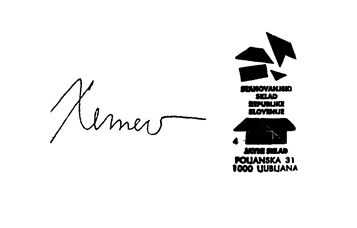 STANOVANJSKI
SKLAD
REPUBLIKE
SLOVENIJE
4
JAVNI SKLAD
POLJANSKA 31
1000 LJUBLJANA